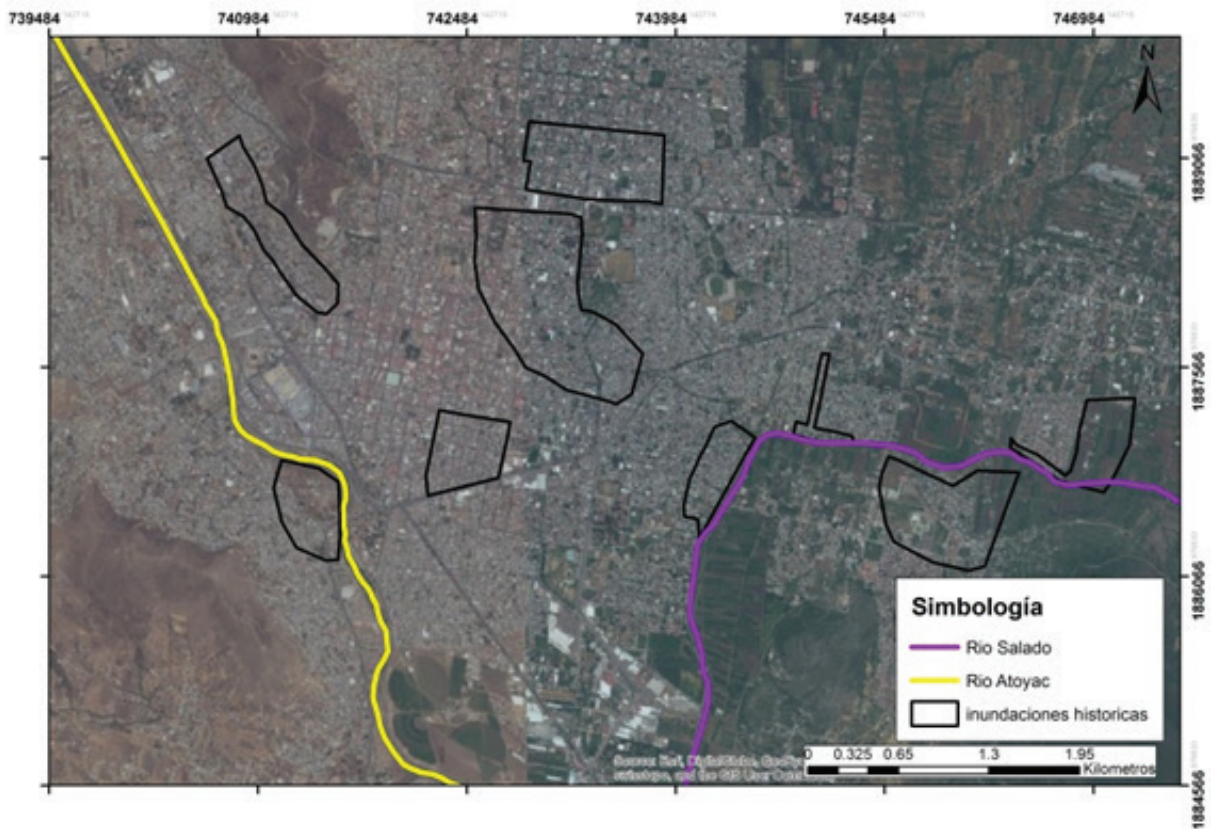 739484 740984 742484 743984 745484 746984
N
1889066
1887566
1886066
1884566
Simbología
Rio Salado
Rio Atoyac
inundaciones historicas
0 0.325 0.65 1.3 1.95
Kilometros